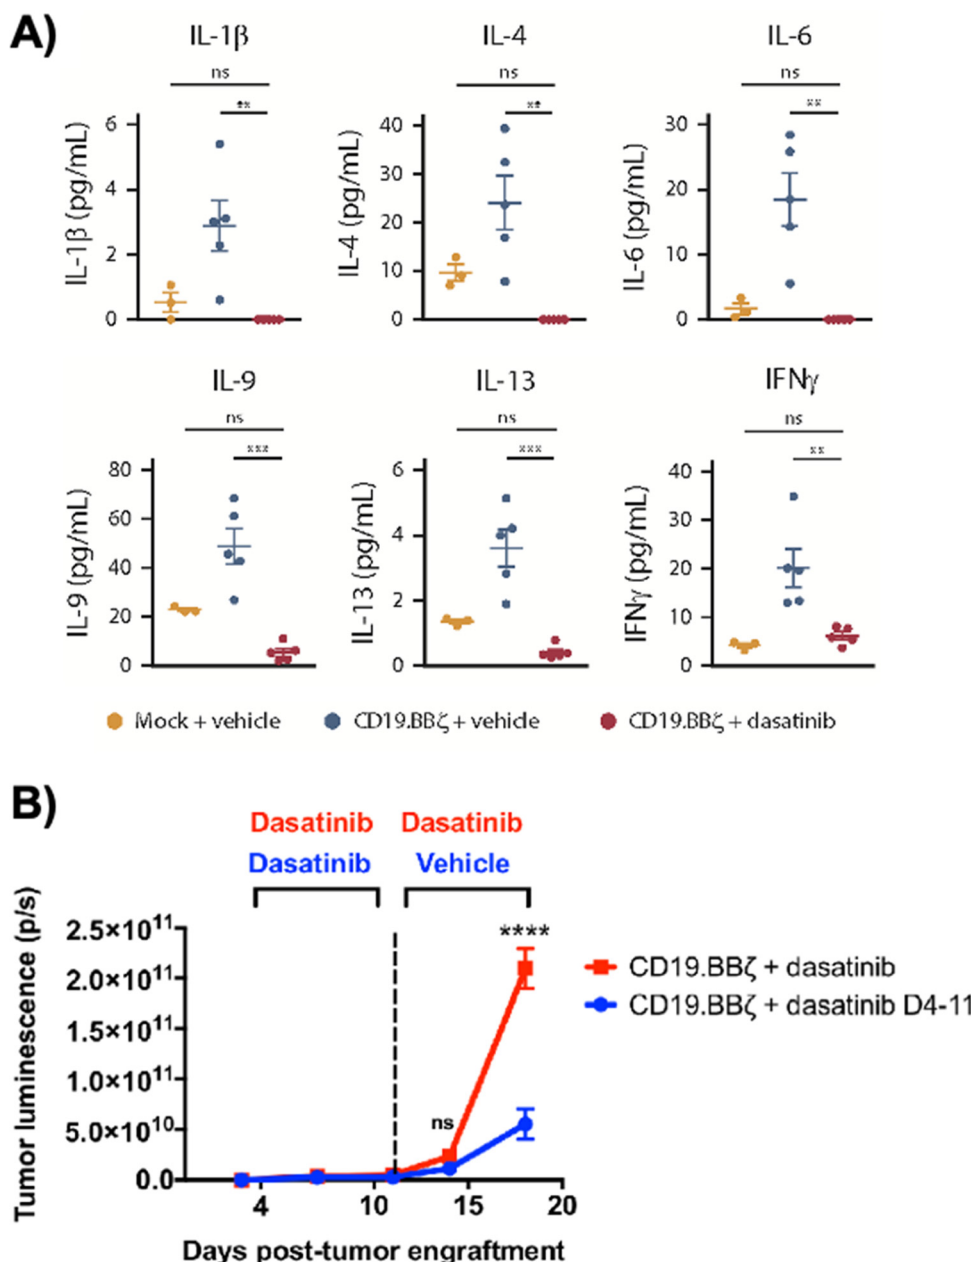 A)
IL-1β
IL-4
IL-6
ns
ns
ns
**
**
**
IL-1β (pg/mL)
6
4
2
0
IL-4 (pg/mL)
40
30
20
10
0
IL-6 (pg/mL)
30
20
10
0
IL-9
IL-13
IFNγ
ns
ns
ns
***
***
**
IL-9 (pg/mL)
80
60
40
20
0
IL-13 (pg/mL)
6
4
2
0
IFNγ (pg/mL)
40
30
20
10
0
Mock + vehicle
CD19.BBζ + vehicle
CD19.BBζ + dasatinib
B)
Dasatinib Dasatinib
Dasatinib Vehicle
Tumor luminescence (p/s)
2.5×10¹¹
2.0×10¹¹
1.5×10¹¹
1.0×10¹¹
5.0×10¹⁰
0.0
****
ns
CD19.BBζ + dasatinib
CD19.BBζ + dasatinib D4-11
4 10 15 20
Days post-tumor engraftment